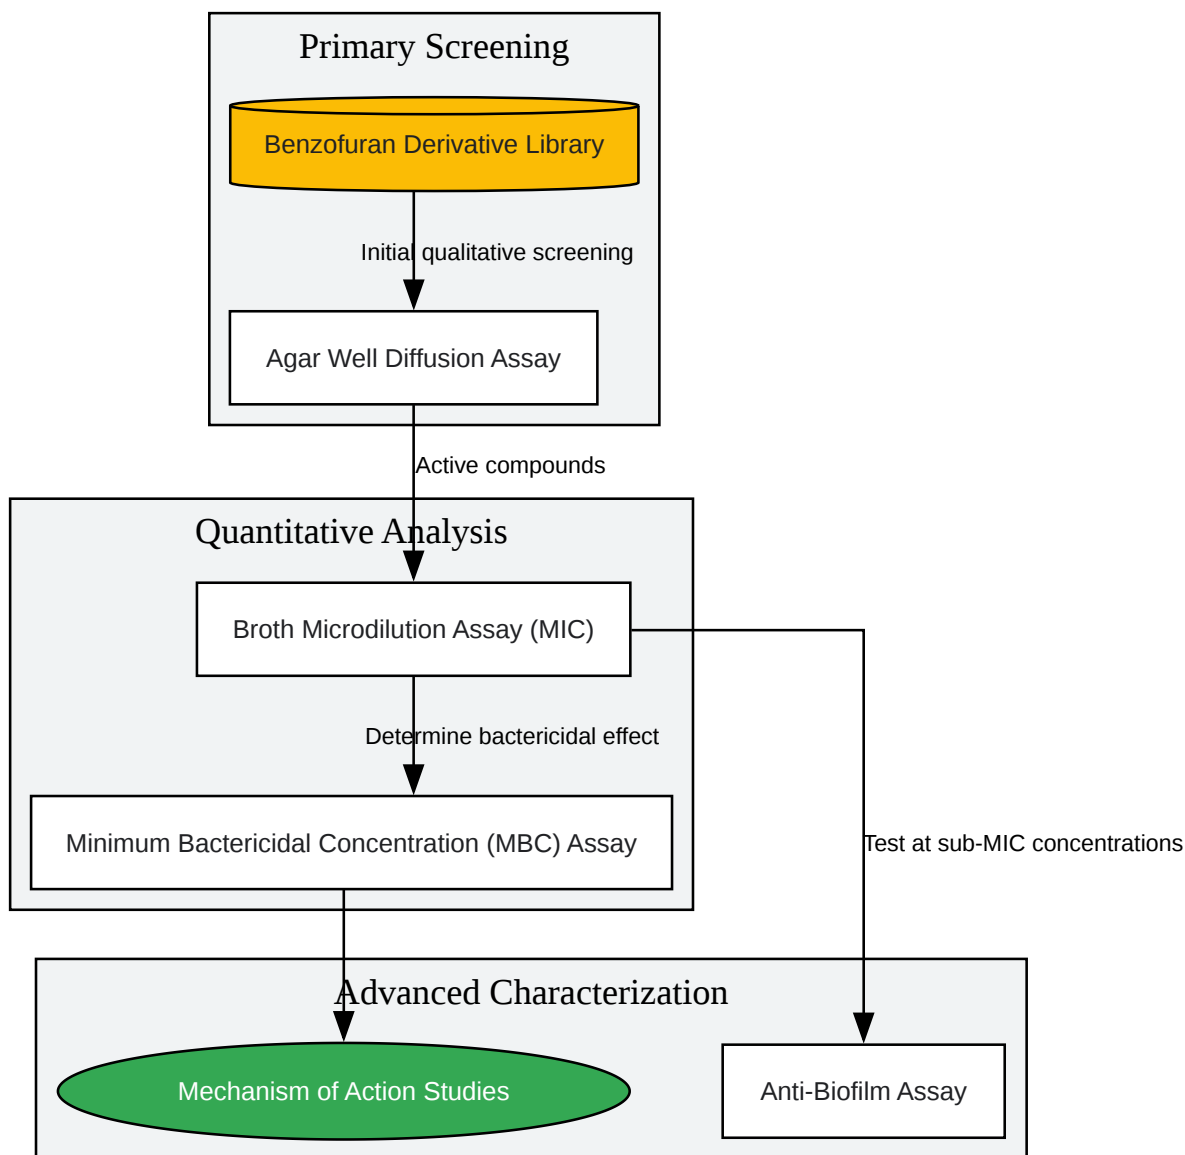 Primary Screening
Benzofuran Derivative Library
Initial qualitative screening
Agar Well Diffusion Assay
Active compounds
Quantitative Analysis
Broth Microdilution Assay (MIC)
Determine bactericidal effect
Minimum Bactericidal Concentration (MBC) Assay
Test at sub-MIC concentrations
Advanced Characterization
Mechanism of Action Studies
Anti-Biofilm Assay